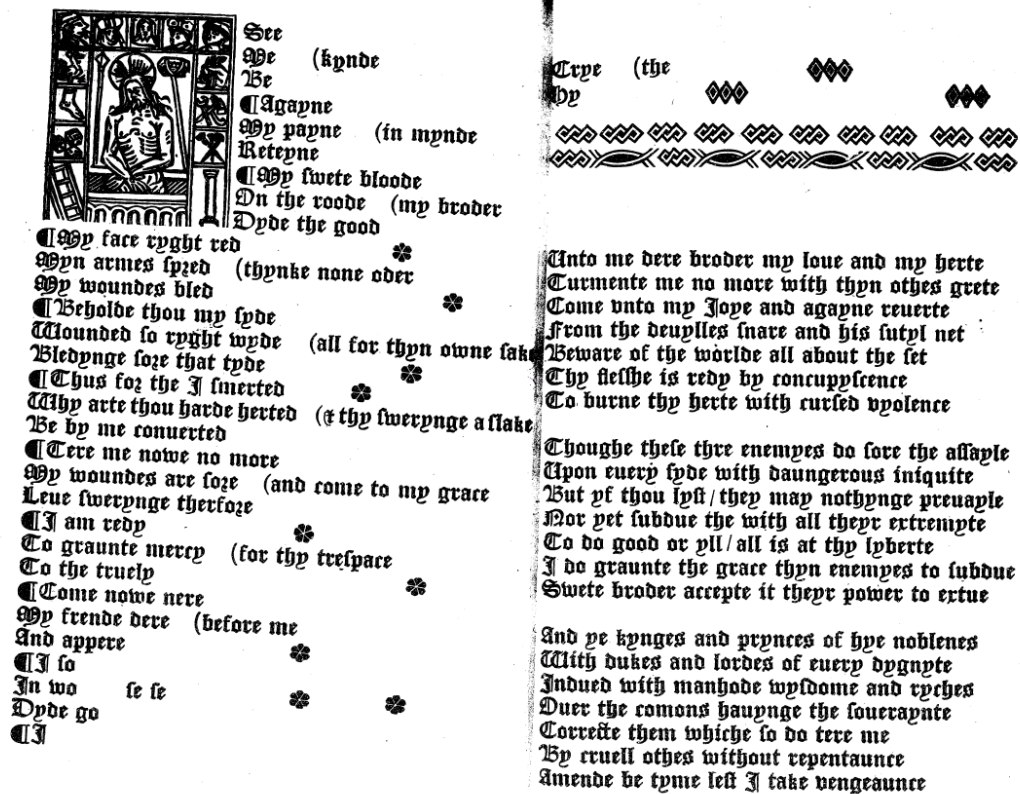 See
Me (kynde
Be
¶Agayne
My payne (in mynde
Reteyne
¶My swete bloode
On the roode (my broder
Dyde the good
¶My face ryght red
Myn armes spred (thynke none oder
My woundes bled
¶Beholde thou my syde
Wounded so ryght wyde (all for thyn owne sake
Bledynge sore that tyde
¶Thus for the I smerted
Why arte thou harde herted (& thy swerynge aslake
Be by me conuerted
¶Tere me nowe no more
My woundes are sore (and come to my grace
Leue swerynge therfore
¶I am redy
To graunte mercy (for thy trespace
To the truely
¶Come nowe nere
My frende dere (before me
And appere
¶I so
In wo se se
Dyde go
¶I
Crye (the
Hy
Unto me dere broder my loue and my herte
Turmente me no more with thyn othes grete
Come vnto my Joye and agayne reuerte
From the deuylles snare and his sutyl net
Beware of the worlde all about the set
Thy flesshe is redy by concupyscence
To burne thy herte with cursed vyolence
Thoughe these thre enemyes do sore the assayle
Upon euery syde with daungerous iniquite
But yf thou lyst/they may nothynge preuayle
Nor yet subdue the with all theyr extremyte
To do good or yll/all is at thy lyberte
I do graunte the grace thyn enemyes to subdue
Swete broder accepte it theyr power to extue
And ye kynges and prynces of hye noblenes
With dukes and lordes of euery dygnyte
Indued with manhode wysdome and ryches
Ouer the comons hauynge the soueraynte
Correcte them whiche so do tere me
By cruell othes without repentaunce
Amende be tyme lest I take vengeaunce